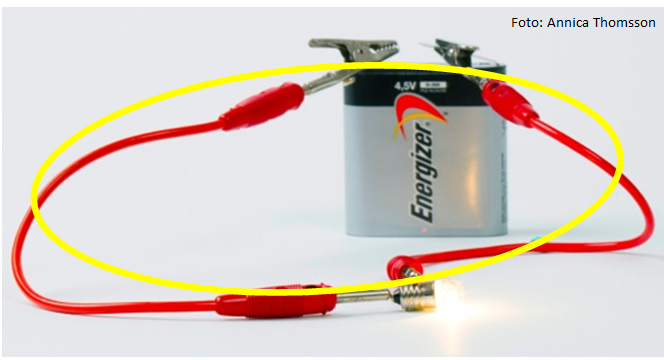 Foto: Annica Thomsson
4,5V
Energizer